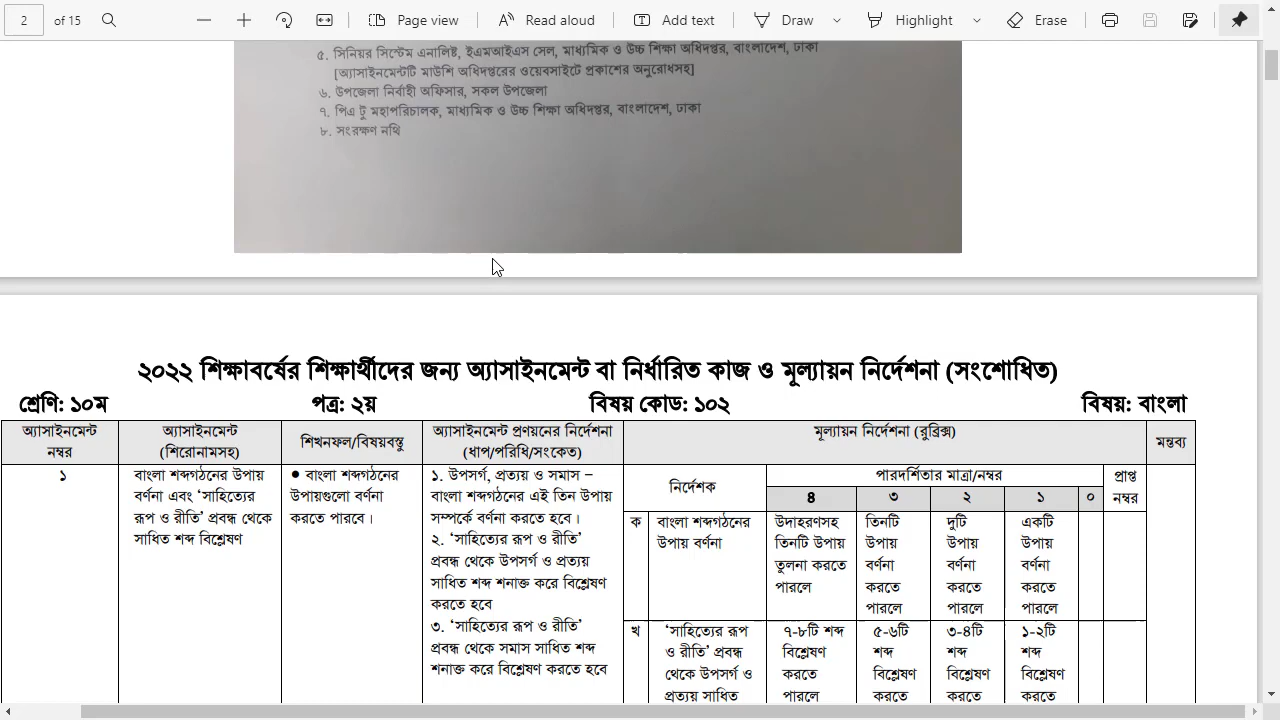 2 of 15 Page view Read aloud Add text Draw Highlight Erase
৫. সিনিয়র সিস্টেম এনালিষ্ট, ইএমআইএস সেল, মাধ্যমিক ও উচ্চ শিক্ষা অধিদপ্তর, বাংলাদেশ, ঢাকা
[অ্যাসাইনমেন্টটি মাউশি অধিদপ্তরের ওয়েবসাইটে প্রকাশের অনুরোধসহ]
৬. উপজেলা নির্বাহী অফিসার, সকল উপজেলা
৭. পিএ টু মহাপরিচালক, মাধ্যমিক ও উচ্চ শিক্ষা অধিদপ্তর, বাংলাদেশ, ঢাকা
৮. সংরক্ষণ নথি
২০২২ শিক্ষাবর্ষের শিক্ষার্থীদের জন্য অ্যাসাইনমেন্ট বা নির্ধারিত কাজ ও মূল্যায়ন নির্দেশনা (সংশোধিত)
শ্রেণি: ১০ম পত্র: ২য় বিষয় কোড: ১০২ বিষয়: বাংলা
অ্যাসাইনমেন্ট
নম্বর
অ্যাসাইনমেন্ট
(শিরোনামসহ)
শিখনফল/বিষয়বস্তু
অ্যাসাইনমেন্ট প্রণয়নের নির্দেশনা
(ধাপ/পরিধি/সংকেত)
মূল্যায়ন নির্দেশনা (রুব্রিক্স)
মন্তব্য
নির্দেশক
পারদর্শিতার মাত্রা/নম্বর
৪ ৩ ২ ১ ০
প্রাপ্ত
নম্বর
১
বাংলা শব্দগঠনের উপায়
বর্ণনা এবং ‘সাহিত্যের
রূপ ও রীতি’ প্রবন্ধ থেকে
সাধিত শব্দ বিশ্লেষণ
● বাংলা শব্দগঠনের
উপায়গুলো বর্ণনা
করতে পারবে।
১. উপসর্গ, প্রত্যয় ও সমাস –
বাংলা শব্দগঠনের এই তিন উপায়
সম্পর্কে বর্ণনা করতে হবে।
২. ‘সাহিত্যের রূপ ও রীতি’
প্রবন্ধ থেকে উপসর্গ ও প্রত্যয়
সাধিত শব্দ শনাক্ত করে বিশ্লেষণ
করতে হবে
৩. ‘সাহিত্যের রূপ ও রীতি’
প্রবন্ধ থেকে সমাস সাধিত শব্দ
শনাক্ত করে বিশ্লেষণ করতে হবে
ক
বাংলা শব্দগঠনের
উপায় বর্ণনা
উদাহরণসহ
তিনটি উপায়
তুলনা করতে
পারলে
তিনটি
উপায়
বর্ণনা
করতে
পারলে
দুটি
উপায়
বর্ণনা
করতে
পারলে
একটি
উপায়
বর্ণনা
করতে
পারলে
খ
‘সাহিত্যের রূপ
ও রীতি’ প্রবন্ধ
থেকে উপসর্গ ও
প্রত্যয় সাধিত
৭-৮টি শব্দ
বিশ্লেষণ
করতে
পারলে
৫-৬টি
শব্দ
বিশ্লেষণ
করতে
৩-৪টি
শব্দ
বিশ্লেষণ
করতে
১-২টি
শব্দ
বিশ্লেষণ
করতে